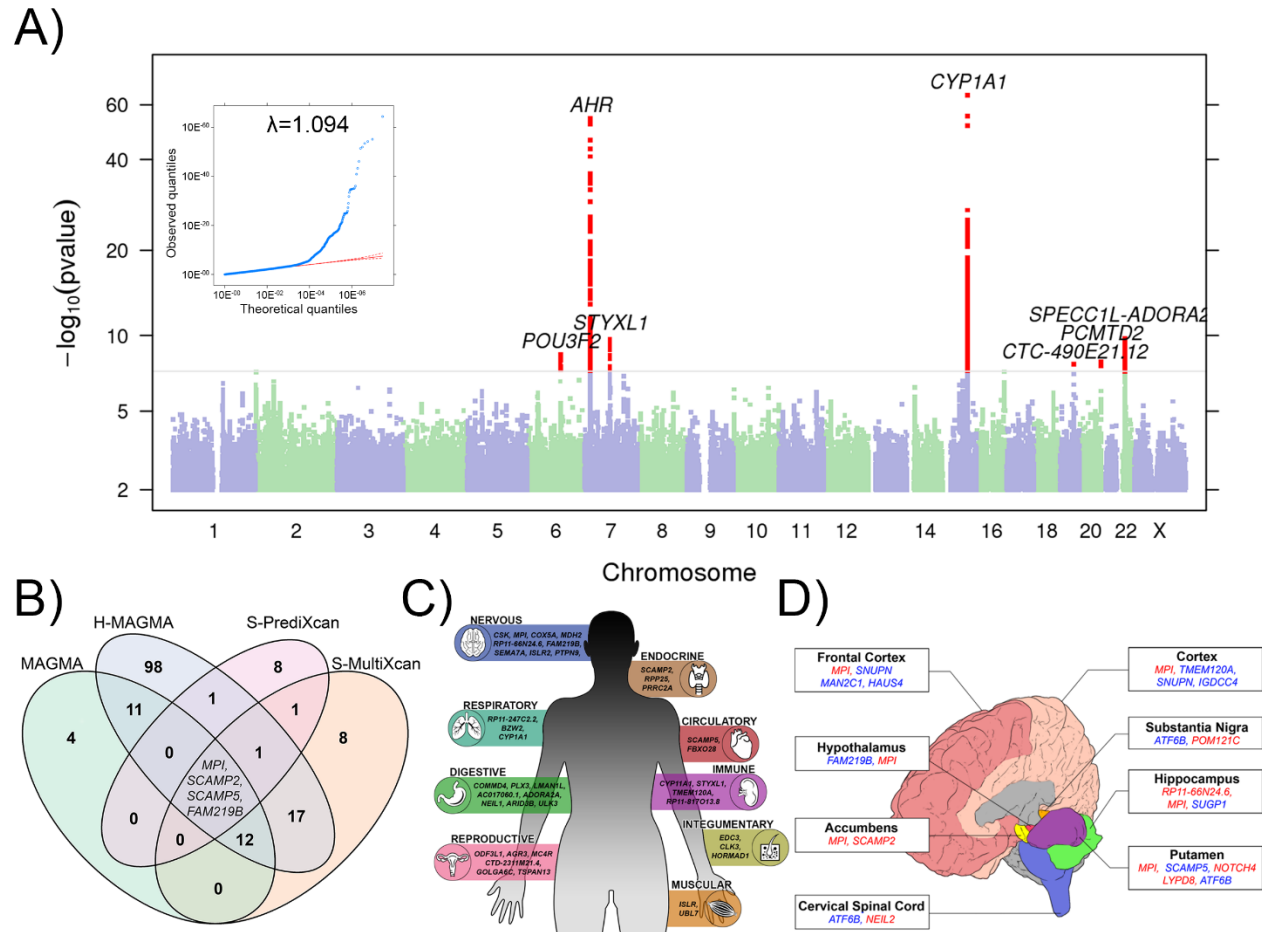 A)
λ=1.094
10E-60
10E-40
10E-20
10E-00
Observed quantiles
10E-00 10E-02 10E-04 10E-06
Theoretical quantiles
AHR
CYP1A1
POU3F2
STYXL1
SPECC1L-ADORA2
PCMTD2
CTC-490E21.12
−log10(pvalue)
60
40
20
10
5
2
1 2 3 4 5 6 7 8 9 10 11 12 14 16 18 20 22 X
Chromosome
B)
H-MAGMA
S-PrediXcan
MAGMA
S-MultiXcan
98
8
11
1
1
4
8
0
1
MPI,
SCAMP2,
SCAMP5,
FAM219B
0
17
0
12
0
C)
NERVOUS
CSK, MPI, COX5A, MDH2
RP11-66N24.6, FAM219B,
SEMA7A, ISLR2, PTPN9,
ENDOCRINE
SCAMP2,
RPP25,
PRRC2A
RESPIRATORY
RP11-247C2.2,
BZW2,
CYP1A1
CIRCULATORY
SCAMP5,
FBXO28
DIGESTIVE
COMMD4, PLX3, LMAN1L,
AC017060.1, ADORA2A,
NEIL1, ARID3B, ULK3
IMMUNE
CYP11A1, STYXL1,
TMEM120A,
RP11-817O13.8
REPRODUCTIVE
ODF3L1, AGR3, MC4R
CTD-2311M21.4,
GOLGA6C, TSPAN13
INTEGUMENTARY
EDC3,
CLK3,
HORMAD1
MUSCULAR
ISLR,
UBL7
D)
Frontal Cortex
MPI, SNUPN
MAN2C1, HAUS4
Cortex
MPI, TMEM120A,
SNUPN, IGDCC4
Hypothalamus
FAM219B, MPI
Substantia Nigra
ATF6B, POM121C
Hippocampus
RP11-66N24.6,
MPI, SUGP1
Accumbens
MPI, SCAMP2
Putamen
MPI, SCAMP5, NOTCH4
LYPD8, ATF6B
Cervical Spinal Cord
ATF6B, NEIL2